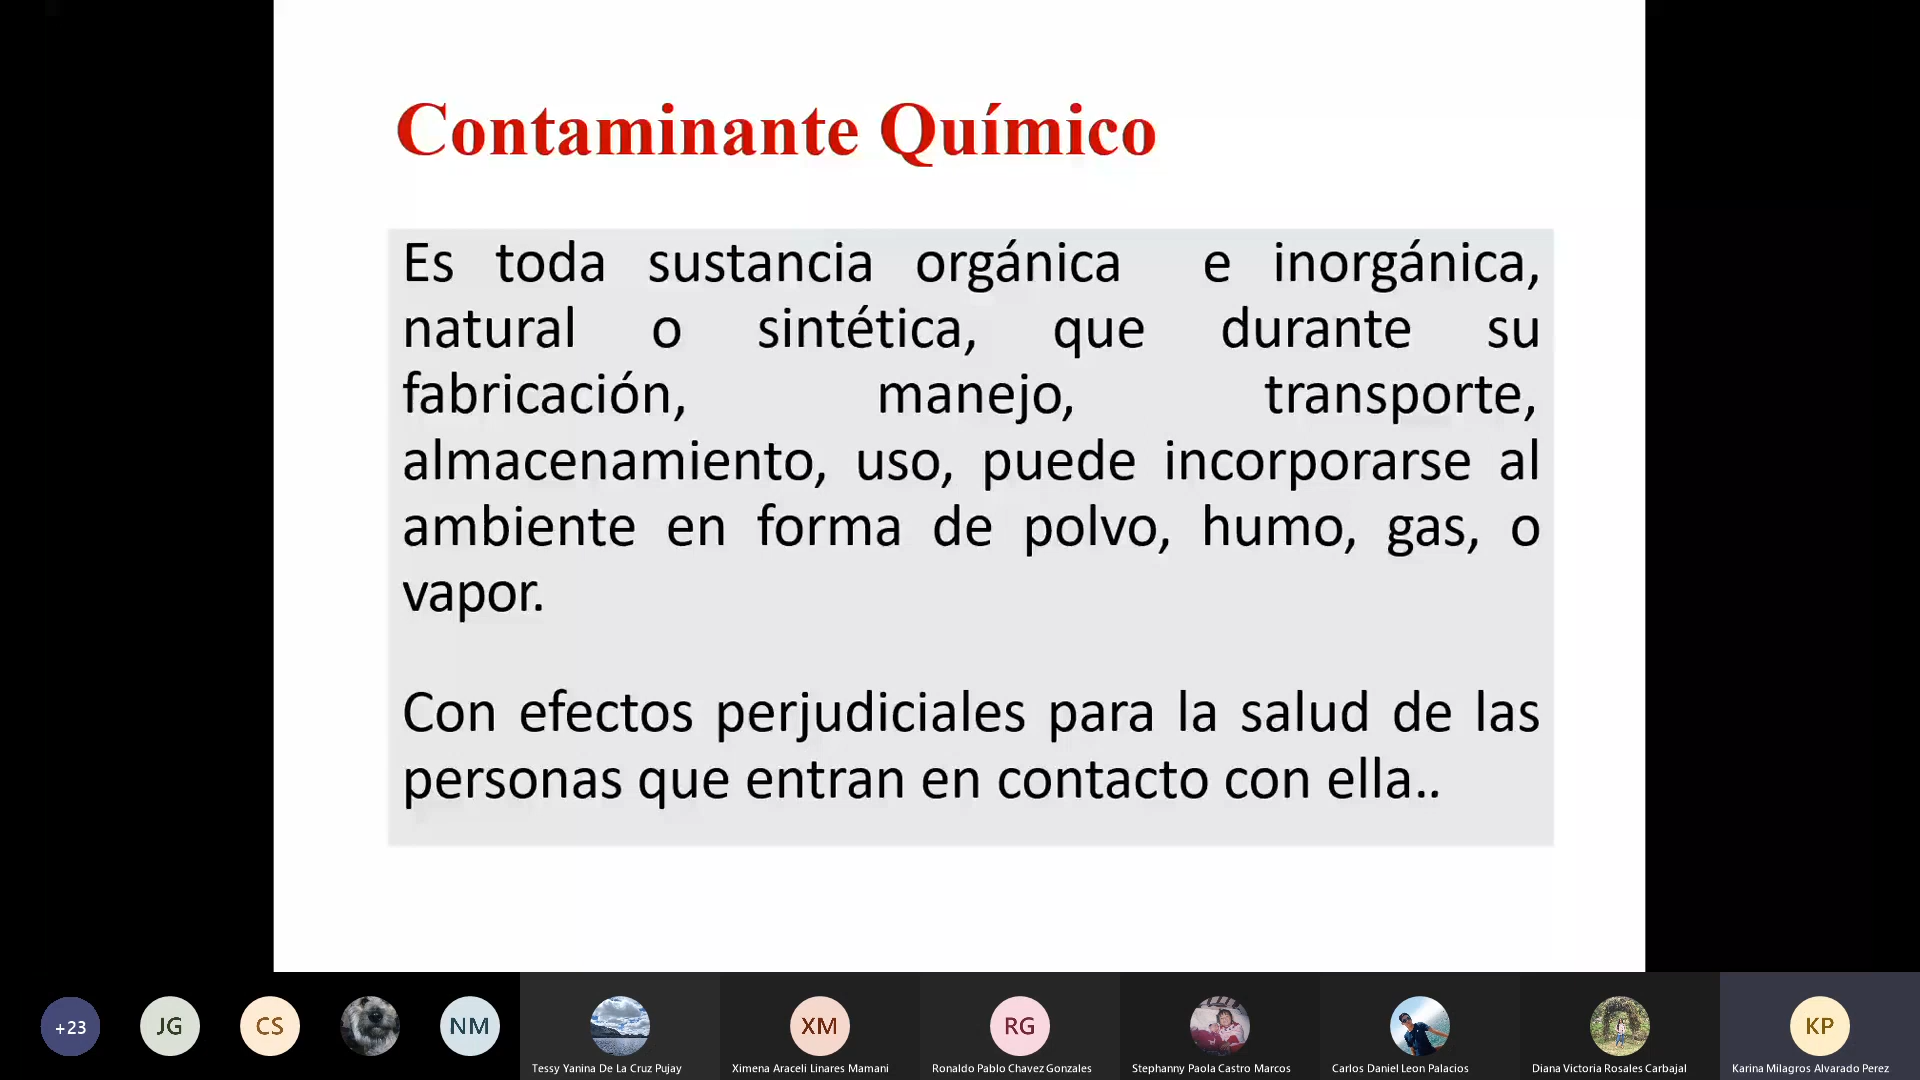 Contaminante Químico
Es toda sustancia orgánica e inorgánica,
natural o sintética, que durante su
fabricación, manejo, transporte,
almacenamiento, uso, puede incorporarse al
ambiente en forma de polvo, humo, gas, o
vapor.
Con efectos perjudiciales para la salud de las
personas que entran en contacto con ella..
+23
JG
CS
NM
XM
RG
KP
Tessy Yanina De La Cruz Pujay
Ximena Araceli Linares Mamani
Ronaldo Pablo Chavez Gonzales
Stephanny Paola Castro Marcos
Carlos Daniel Leon Palacios
Diana Victoria Rosales Carbajal
Karina Milagros Alvarado Perez